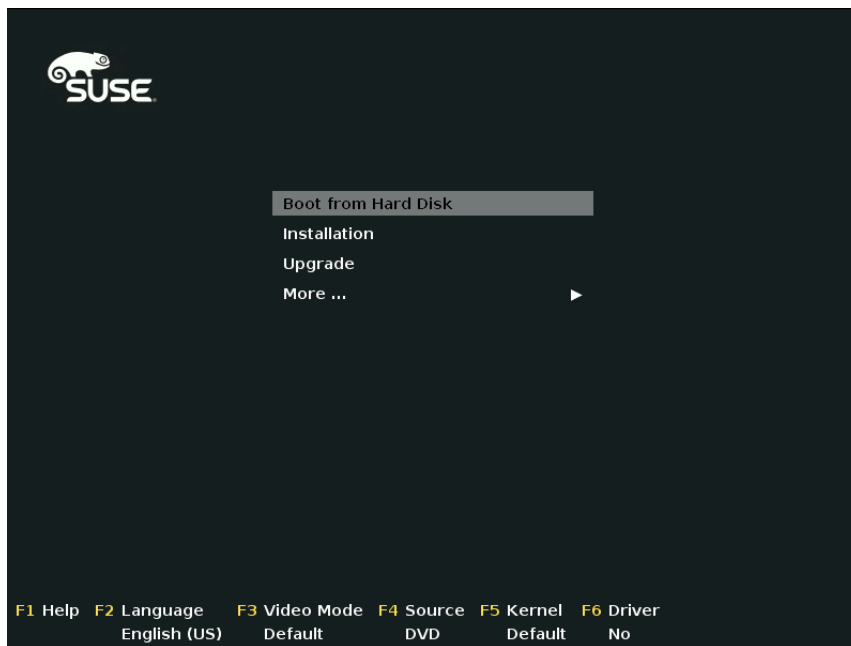 SUSE.
Boot from Hard Disk
Installation
Upgrade
More ...
F1 Help F2 Language F3 Video Mode F4 Source F5 Kernel F6 Driver
English (US) Default DVD Default No